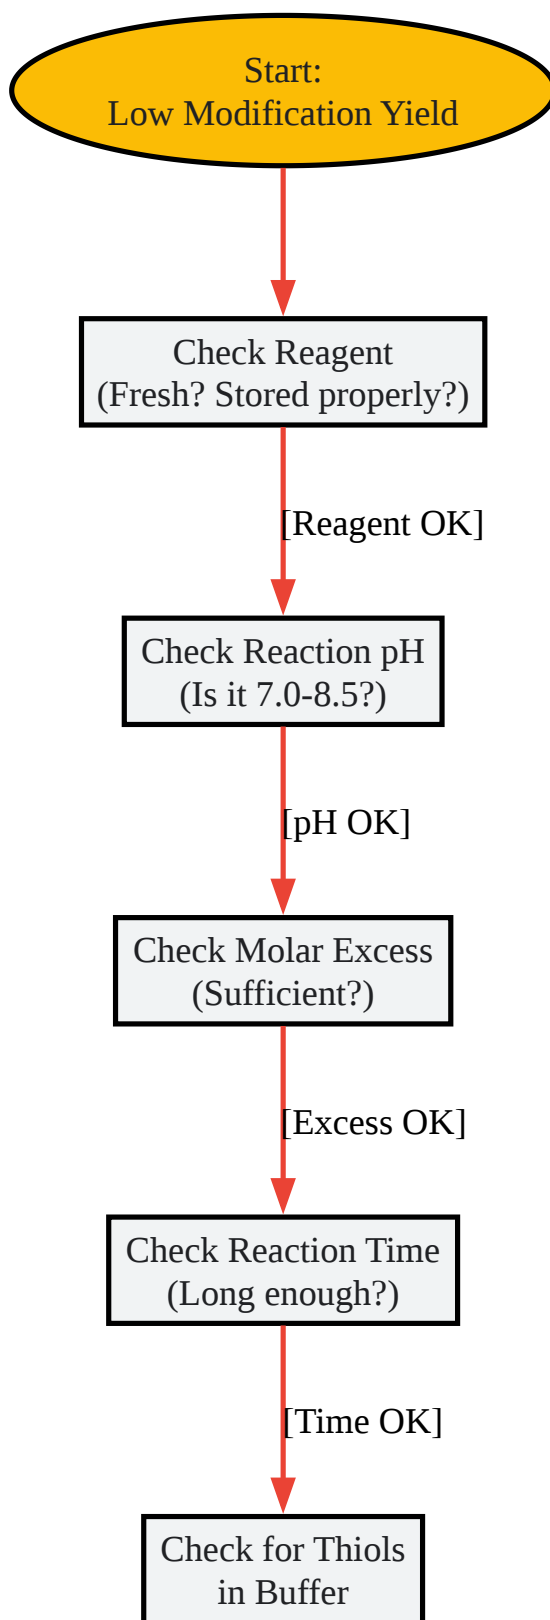 Start:
Low Modification Yield
Check Reagent
(Fresh? Stored properly?)
[Reagent OK]
Check Reaction pH
(Is it 7.0-8.5?)
[pH OK]
Check Molar Excess
(Sufficient?)
[Excess OK]
Check Reaction Time
(Long enough?)
[Time OK]
Check for Thiols
in Buffer